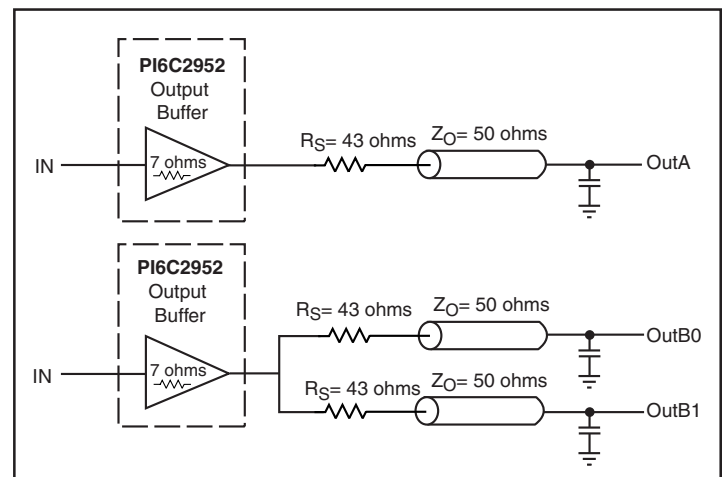 PI6C2952
Output
Buffer
7 ohms
IN
RS= 43 ohms
ZO= 50 ohms
OutA
PI6C2952
Output
Buffer
7 ohms
IN
RS= 43 ohms
ZO= 50 ohms
OutB0
RS= 43 ohms
ZO= 50 ohms
OutB1